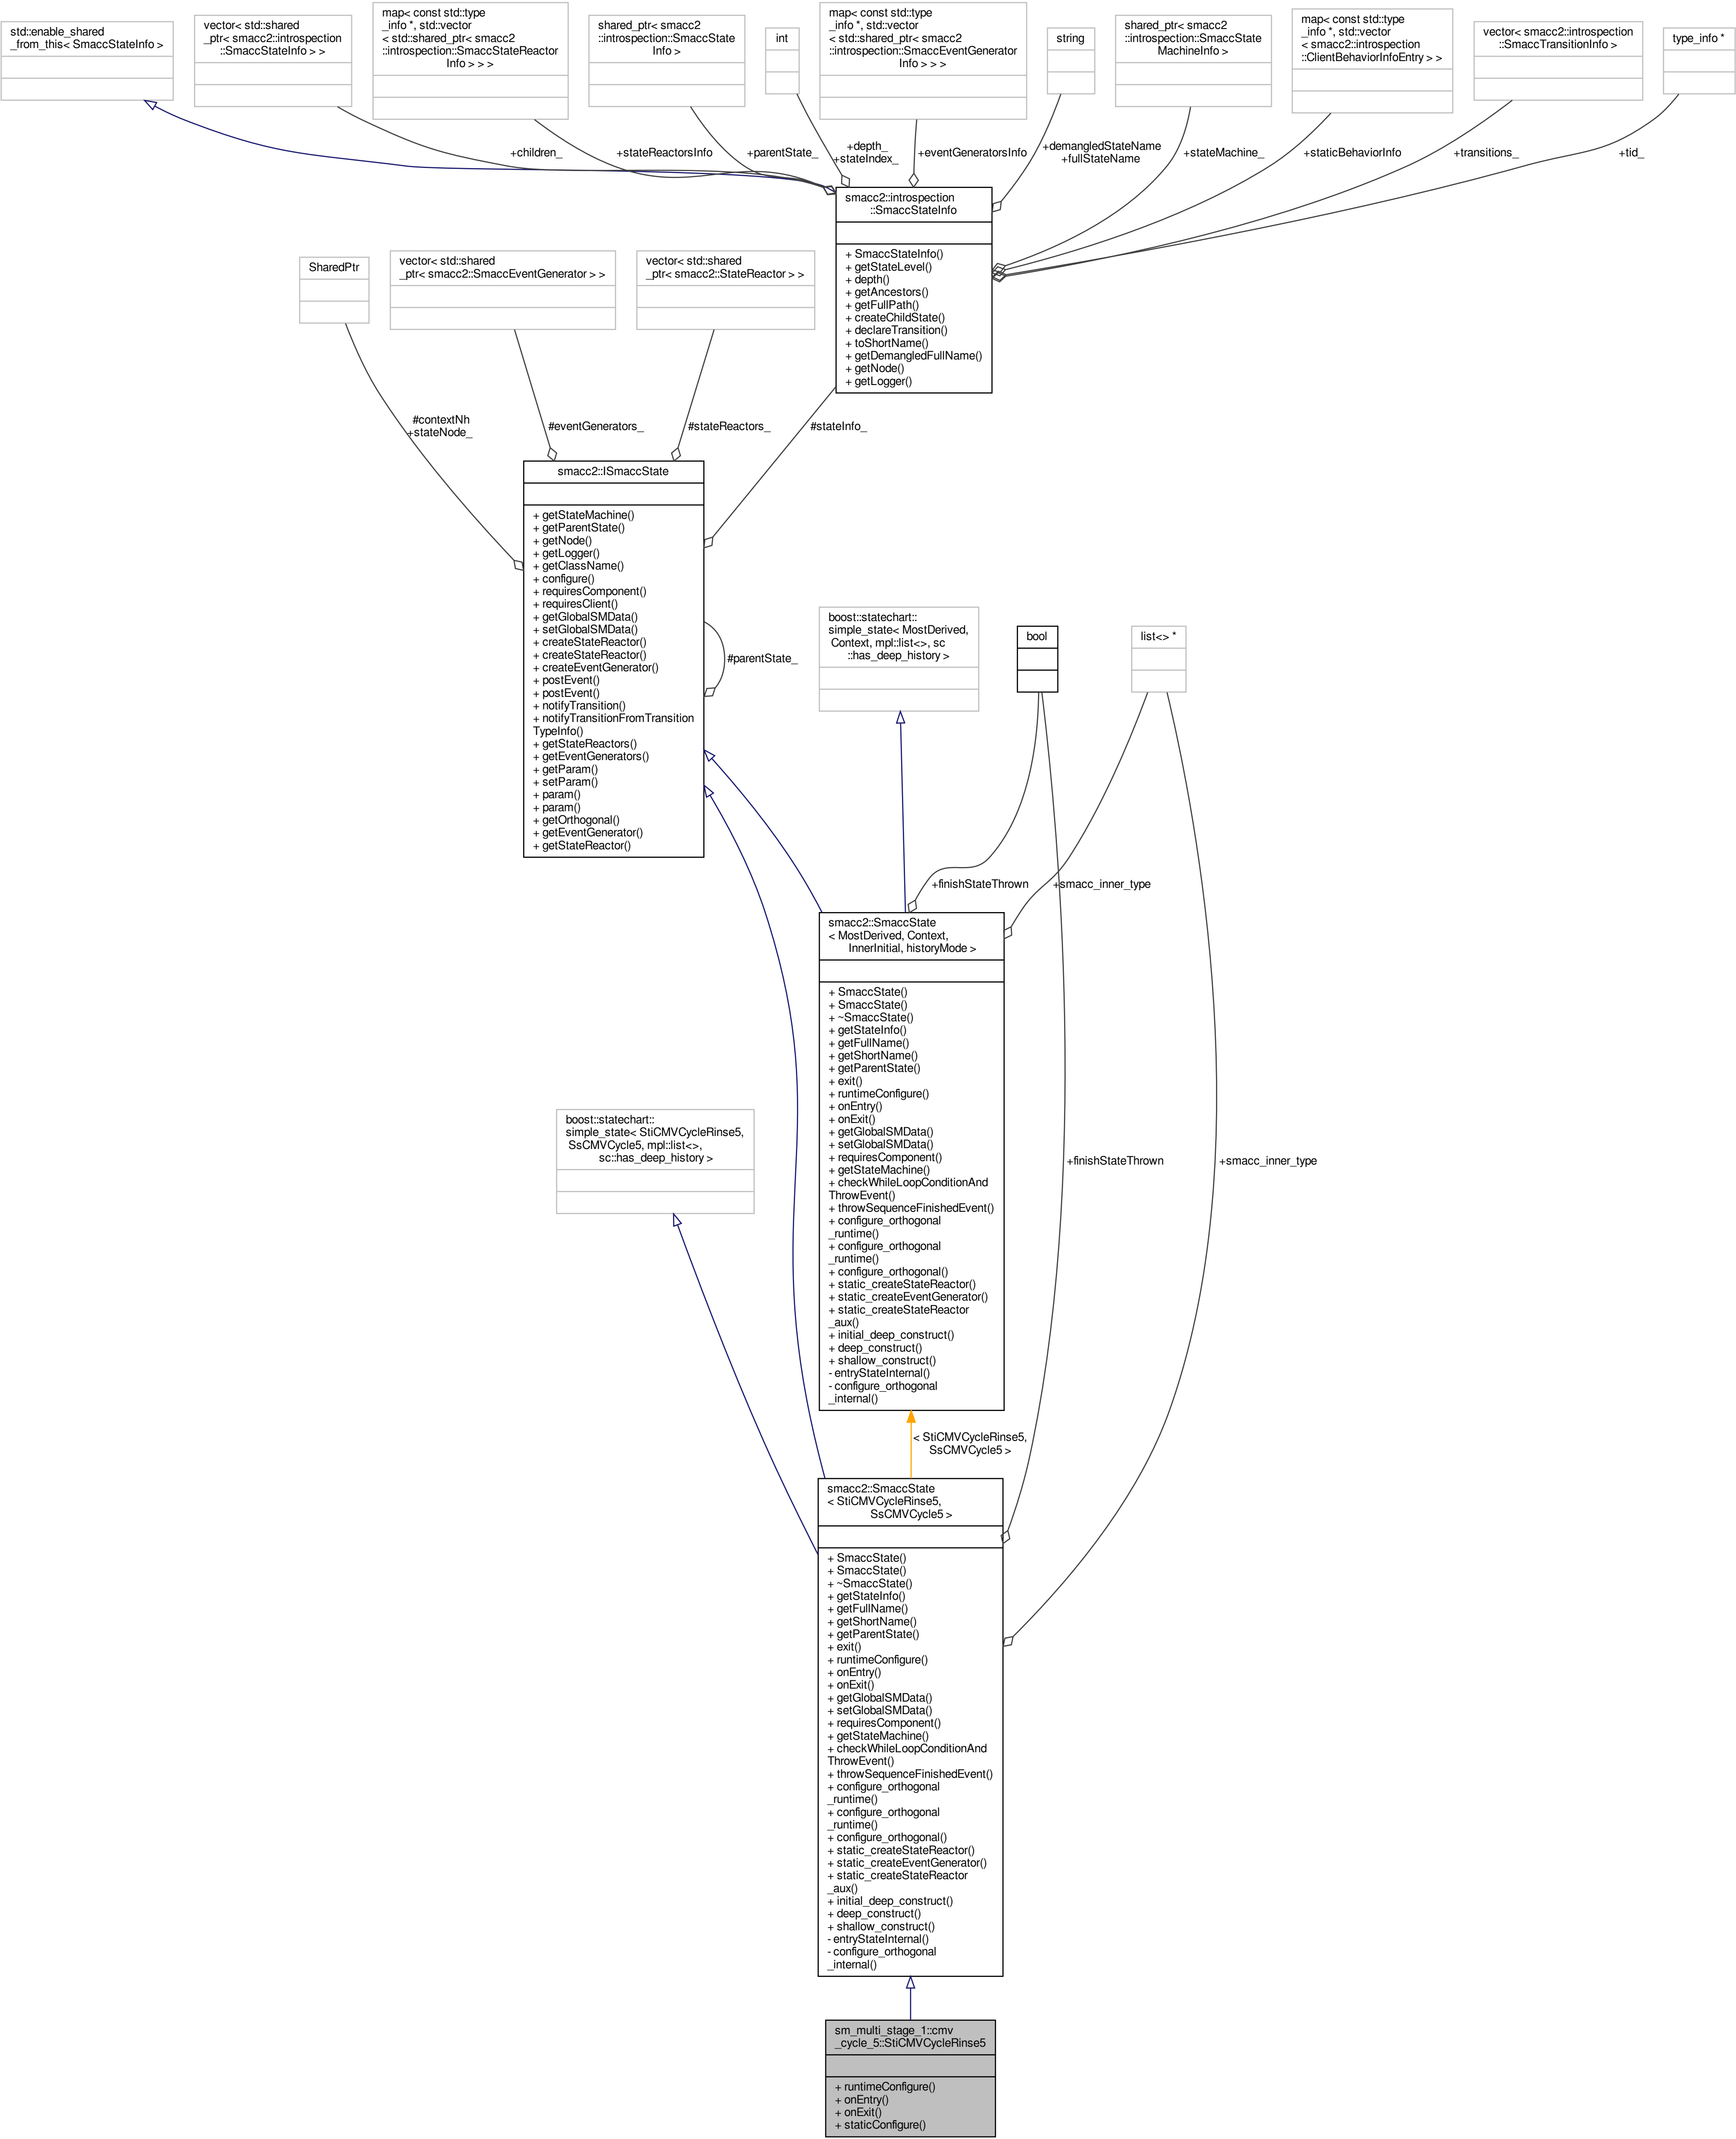 std::enable_shared
_from_this< SmaccStateInfo >
vector< std::shared
_ptr< smacc2::introspection
::SmaccStateInfo > >
map< const std::type
_info *, std::vector
< std::shared_ptr< smacc2
::introspection::SmaccStateReactor
Info > > >
shared_ptr< smacc2
::introspection::SmaccState
Info >
int
map< const std::type
_info *, std::vector
< std::shared_ptr< smacc2
::introspection::SmaccEventGenerator
Info > > >
string
shared_ptr< smacc2
::introspection::SmaccState
MachineInfo >
map< const std::type
_info *, std::vector
< smacc2::introspection
::ClientBehaviorInfoEntry > >
vector< smacc2::introspection
::SmaccTransitionInfo >
type_info *
+children_
+stateReactorsInfo
+parentState_
+depth_
+stateIndex_
+eventGeneratorsInfo
+demangledStateName
+fullStateName
+stateMachine_
+staticBehaviorInfo
+transitions_
+tid_
smacc2::introspection
::SmaccStateInfo
+ SmaccStateInfo()
+ getStateLevel()
+ depth()
+ getAncestors()
+ getFullPath()
+ createChildState()
+ declareTransition()
+ toShortName()
+ getDemangledFullName()
+ getNode()
+ getLogger()
SharedPtr
vector< std::shared
_ptr< smacc2::SmaccEventGenerator > >
vector< std::shared
_ptr< smacc2::StateReactor > >
#contextNh
+stateNode_
#eventGenerators_
#stateReactors_
#stateInfo_
smacc2::ISmaccState
+ getStateMachine()
+ getParentState()
+ getNode()
+ getLogger()
+ getClassName()
+ configure()
+ requiresComponent()
+ requiresClient()
+ getGlobalSMData()
+ setGlobalSMData()
+ createStateReactor()
+ createStateReactor()
+ createEventGenerator()
+ postEvent()
+ postEvent()
+ notifyTransition()
+ notifyTransitionFromTransition
TypeInfo()
+ getStateReactors()
+ getEventGenerators()
+ getParam()
+ setParam()
+ param()
+ param()
+ getOrthogonal()
+ getEventGenerator()
+ getStateReactor()
#parentState_
boost::statechart::
simple_state< MostDerived,
Context, mpl::list<>, sc
::has_deep_history >
bool
list<> *
+finishStateThrown
+smacc_inner_type
smacc2::SmaccState
< MostDerived, Context,
InnerInitial, historyMode >
+ SmaccState()
+ SmaccState()
+ ~SmaccState()
+ getStateInfo()
+ getFullName()
+ getShortName()
+ getParentState()
+ exit()
+ runtimeConfigure()
+ onEntry()
+ onExit()
+ getGlobalSMData()
+ setGlobalSMData()
+ requiresComponent()
+ getStateMachine()
+ checkWhileLoopConditionAnd
ThrowEvent()
+ throwSequenceFinishedEvent()
+ configure_orthogonal
_runtime()
+ configure_orthogonal
_runtime()
+ configure_orthogonal()
+ static_createStateReactor()
+ static_createEventGenerator()
+ static_createStateReactor
_aux()
+ initial_deep_construct()
+ deep_construct()
+ shallow_construct()
- entryStateInternal()
- configure_orthogonal
_internal()
boost::statechart::
simple_state< StiCMVCycleRinse5,
SsCMVCycle5, mpl::list<>,
sc::has_deep_history >
+finishStateThrown
+smacc_inner_type
< StiCMVCycleRinse5,
SsCMVCycle5 >
smacc2::SmaccState
< StiCMVCycleRinse5,
SsCMVCycle5 >
+ SmaccState()
+ SmaccState()
+ ~SmaccState()
+ getStateInfo()
+ getFullName()
+ getShortName()
+ getParentState()
+ exit()
+ runtimeConfigure()
+ onEntry()
+ onExit()
+ getGlobalSMData()
+ setGlobalSMData()
+ requiresComponent()
+ getStateMachine()
+ checkWhileLoopConditionAnd
ThrowEvent()
+ throwSequenceFinishedEvent()
+ configure_orthogonal
_runtime()
+ configure_orthogonal
_runtime()
+ configure_orthogonal()
+ static_createStateReactor()
+ static_createEventGenerator()
+ static_createStateReactor
_aux()
+ initial_deep_construct()
+ deep_construct()
+ shallow_construct()
- entryStateInternal()
- configure_orthogonal
_internal()
sm_multi_stage_1::cmv
_cycle_5::StiCMVCycleRinse5
+ runtimeConfigure()
+ onEntry()
+ onExit()
+ staticConfigure()